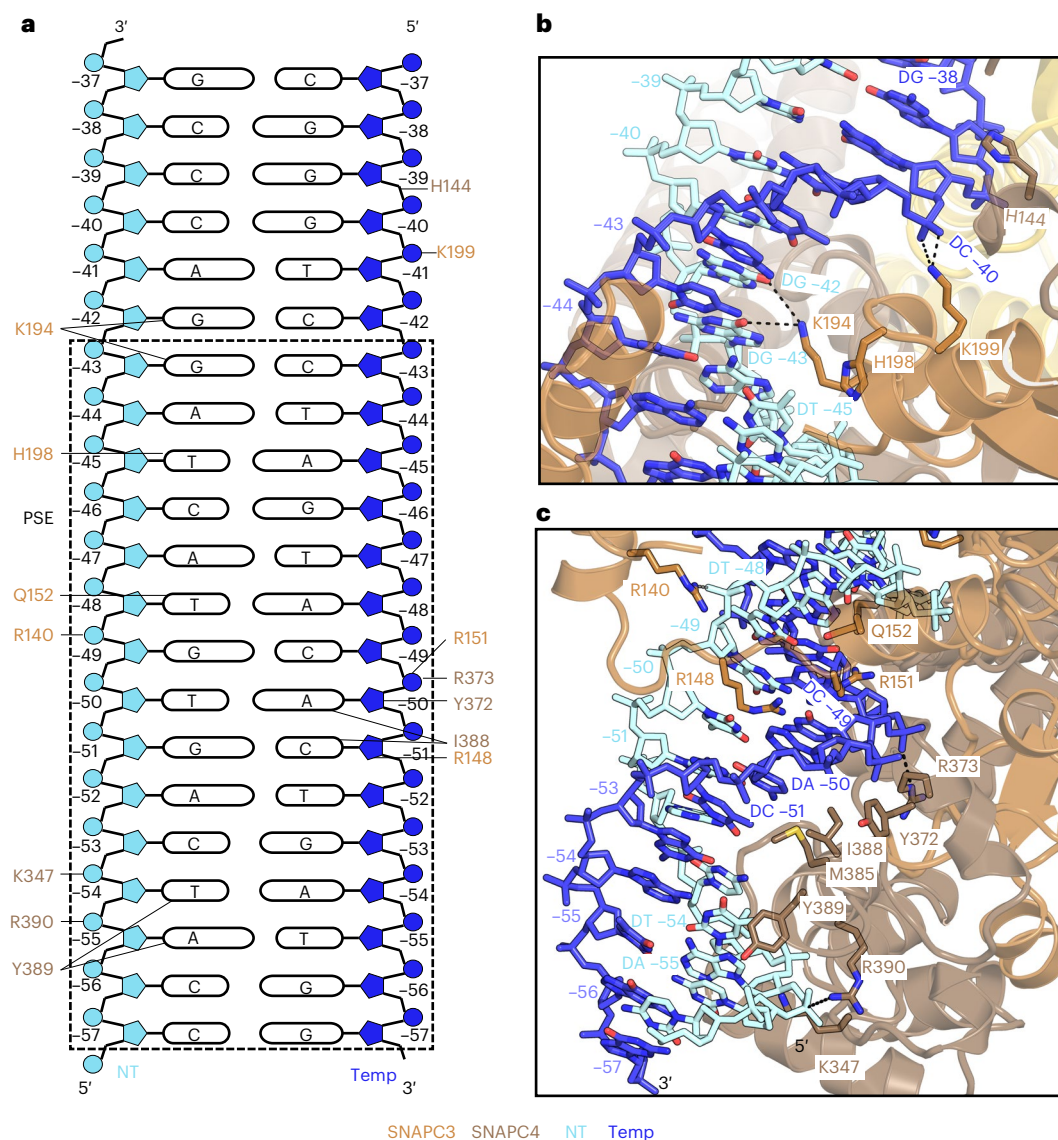 a
3′ 5′
–37 G C –37
–38 C G –38
–39 C G –39
H144
–40 C G –40
K199
–41 A T –41
–42 G C –42
K194
–43 G C –43
–44 A T –44
H198
–45 T A –45
PSE
–46 C G –46
–47 A T –47
Q152
–48 T A –48
R140 R151
–49 G C –49
R373
–50 T A –50 Y372
I388
–51 G C –51 R148
–52 A T –52
–53 C G –53
K347
–54 T A –54
R390
–55 A T –55
Y389
–56 C G –56
–57 C G –57
5′ NT Temp 3′
b
–39
DG –38
–40
H144
–43
DC –40
DG –42
–44
K194
K199
H198
DG –43
DT –45
c
DT –48
R140
Q152
–49
–50
R148
R151
DC –49
–51
R373
DA –50
–53
DC –51
Y372
I388
M385
–54
Y389
–55
DT –54
DA –55
R390
–56
5′
K347
–57
3′
SNAPC3 SNAPC4 NT Temp